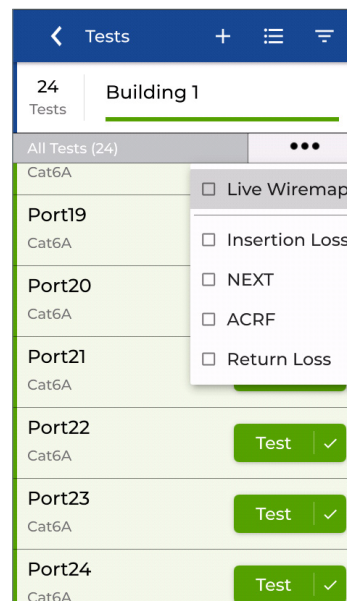 Tests
24
Tests
Building 1
All Tests (24)
Cat6A
Live Wiremap
Port19
Cat6A
Insertion Loss
Port20
Cat6A
NEXT
ACRF
Port21
Cat6A
Return Loss
Port22
Cat6A
Test
Port23
Cat6A
Test
Port24
Cat6A
Test